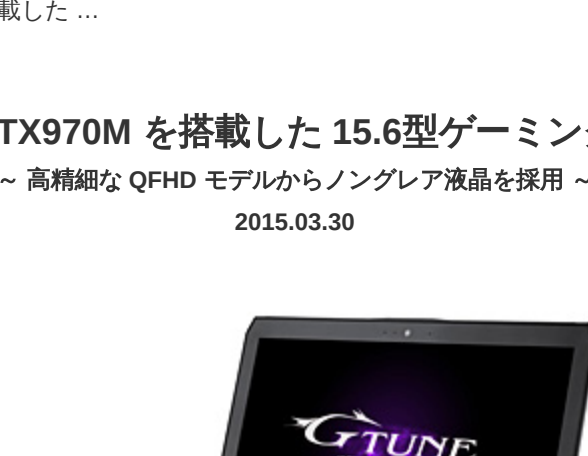 載した …
TX970M を搭載した 15.6型ゲーミン
～ 高精細な QFHD モデルからノングレア液晶を採用 ～
2015.03.30
GTUNE